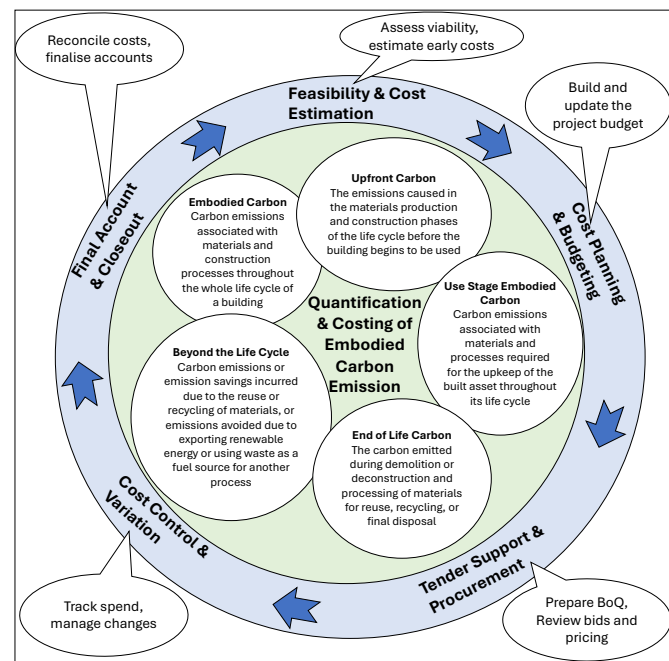 Reconcile costs,
finalise accounts
Assess viability,
estimate early costs
Build and
update the
project budget
Feasibility & Cost
Estimation
Cost Planning
& Budgeting
Tender Support &
Procurement
Prepare BoQ,
Review bids and
pricing
Cost Control &
Variation
Track spend,
manage changes
Final Account
& Closeout
Upfront Carbon
The emissions caused in
the materials production
and construction phases
of the life cycle before the
building begins to be used
Embodied Carbon
Carbon emissions
associated with
materials and
construction
processes throughout
the whole life cycle of
a building
Quantification
& Costing of
Embodied
Carbon
Emission
Use Stage Embodied
Carbon
Carbon emissions
associated with
materials and
processes required
for the upkeep of the
built asset throughout
its life cycle
Beyond the Life Cycle
Carbon emissions or
emission savings incurred
due to the reuse or
recycling of materials, or
emissions avoided due to
exporting renewable
energy or using waste as a
fuel source for another
process
End of Life Carbon
The carbon emitted
during demolition or
deconstruction and
processing of materials
for reuse, recycling, or
final disposal